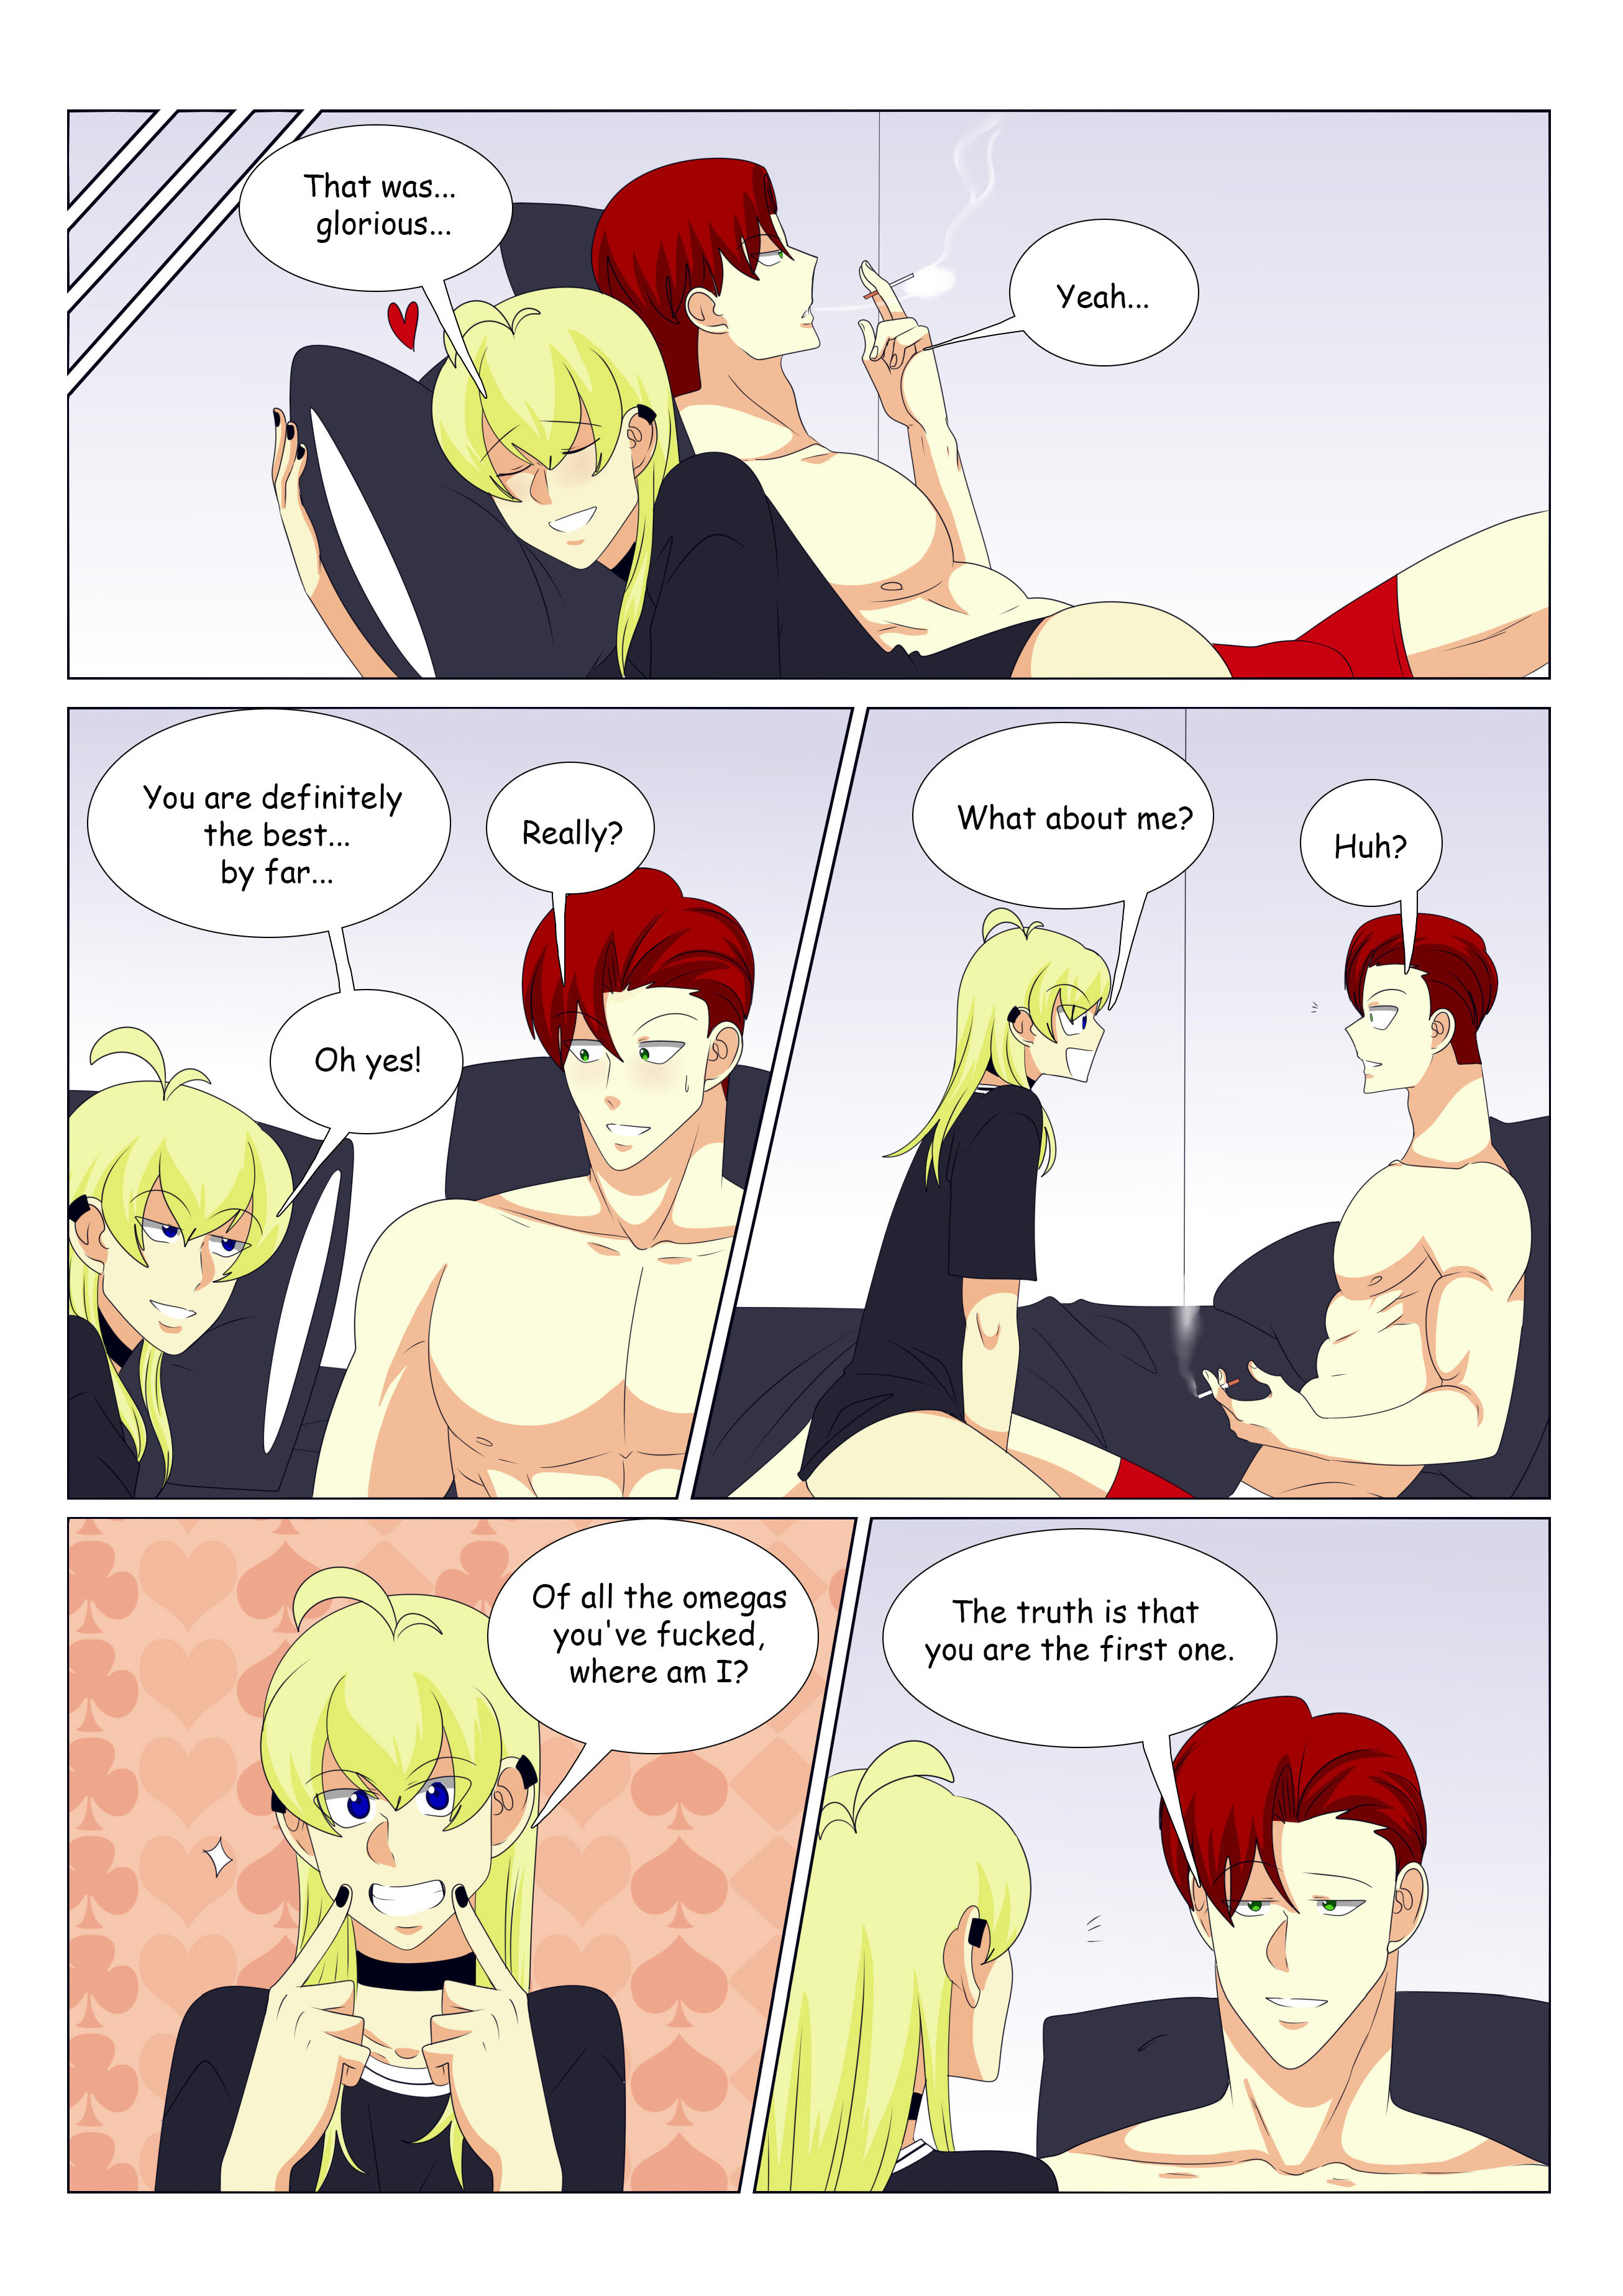 That was...
glorious...
Yeah...
You are definitely
the best...
by far...
Really?
Oh yes!
What about me?
Huh?
Of all the omegas
you've fucked,
where am I?
The truth is that
you are the first one.